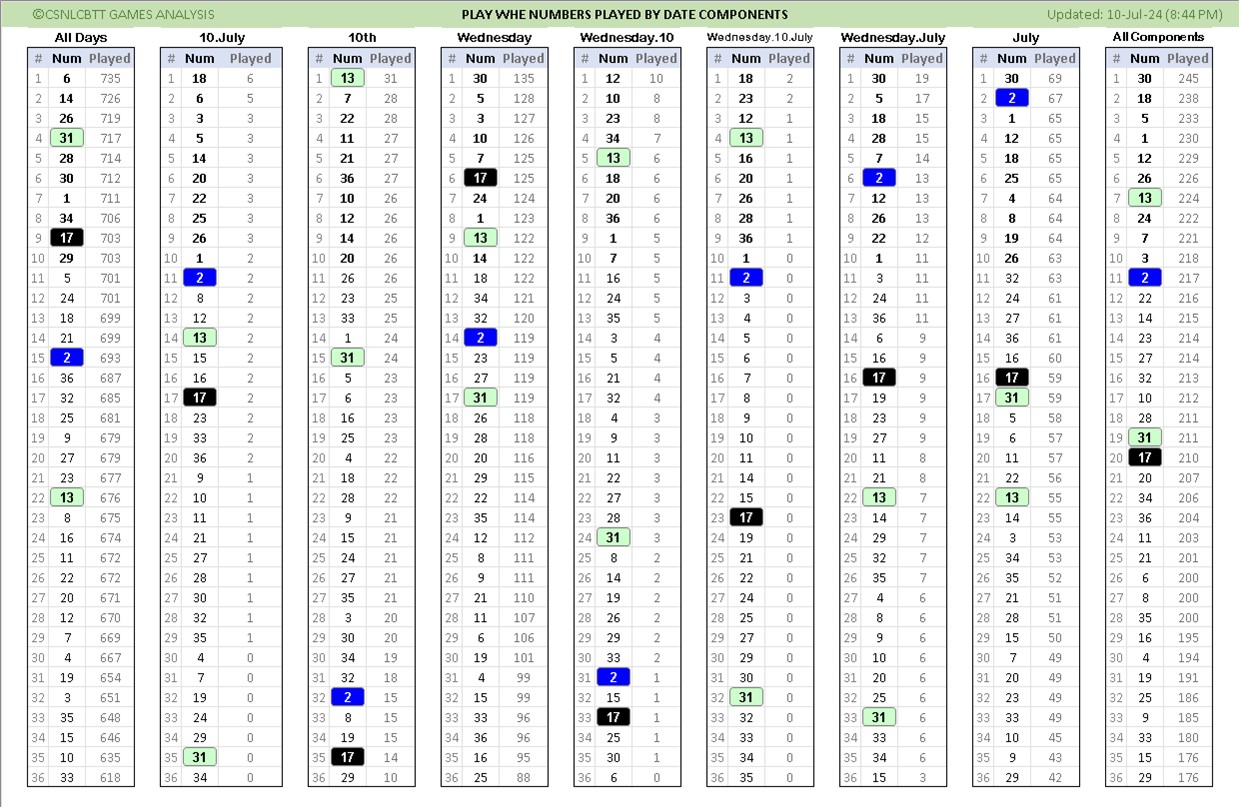 ©CSNLCBTT GAMES ANALYSIS PLAY WHE NUMBERS PLAYED BY DATE COMPONENTS Updated: 10-Jul-24 (8:44 PM)
All Days 10.July 10th Wednesday Wednesday.10 Wednesday.10.July Wednesday.July July All Components
# Num Played # Num Played # Num Played # Num Played # Num Played # Num Played # Num Played # Num Played # Num Played
1 6 735 1 18 6 1 13 31 1 30 135 1 12 10 1 18 2 1 30 19 1 30 69 1 30 245
2 14 726 2 6 5 2 7 28 2 5 128 2 10 8 2 23 2 2 5 17 2 2 67 2 18 238
3 26 719 3 3 3 3 22 28 3 3 127 3 23 8 3 12 1 3 18 15 3 1 65 3 5 233
4 31 717 4 5 3 4 11 27 4 10 126 4 34 7 4 13 1 4 28 15 4 12 65 4 1 230
5 28 714 5 14 3 5 21 27 5 7 125 5 13 6 5 16 1 5 7 14 5 18 65 5 12 229
6 30 712 6 20 3 6 36 27 6 17 125 6 18 6 6 20 1 6 2 13 6 25 65 6 26 226
7 1 711 7 22 3 7 10 26 7 24 124 7 20 6 7 26 1 7 12 13 7 4 64 7 13 224
8 34 706 8 25 3 8 12 26 8 1 123 8 36 6 8 28 1 8 26 13 8 8 64 8 24 222
9 17 703 9 26 3 9 14 26 9 13 122 9 1 5 9 36 1 9 22 12 9 19 64 9 7 221
10 29 703 10 1 2 10 20 26 10 14 122 10 7 5 10 1 0 10 1 11 10 26 63 10 3 218
11 5 701 11 2 2 11 26 26 11 18 122 11 16 5 11 2 0 11 3 11 11 32 63 11 2 217
12 24 701 12 8 2 12 23 25 12 34 121 12 24 5 12 3 0 12 24 11 12 24 61 12 22 216
13 18 699 13 12 2 13 33 25 13 32 120 13 35 5 13 4 0 13 36 11 13 27 61 13 14 215
14 21 699 14 13 2 14 1 24 14 2 119 14 3 4 14 5 0 14 6 9 14 36 61 14 23 214
15 2 693 15 15 2 15 31 24 15 23 119 15 5 4 15 6 0 15 16 9 15 16 60 15 27 214
16 36 687 16 16 2 16 5 23 16 27 119 16 21 4 16 7 0 16 17 9 16 17 59 16 32 213
17 32 685 17 17 2 17 6 23 17 31 119 17 32 4 17 8 0 17 19 9 17 31 59 17 10 212
18 25 681 18 23 2 18 16 23 18 26 118 18 4 3 18 9 0 18 23 9 18 5 58 18 28 211
19 9 679 19 33 2 19 25 23 19 28 118 19 9 3 19 10 0 19 27 9 19 6 57 19 31 211
20 27 679 20 36 2 20 4 22 20 20 116 20 11 3 20 11 0 20 11 8 20 11 57 20 17 210
21 23 677 21 9 1 21 18 22 21 29 115 21 22 3 21 14 0 21 21 8 21 22 56 21 20 207
22 13 676 22 10 1 22 28 22 22 22 114 22 27 3 22 15 0 22 13 7 22 13 55 22 34 206
23 8 675 23 11 1 23 9 21 23 35 114 23 28 3 23 17 0 23 14 7 23 14 55 23 36 204
24 16 674 24 21 1 24 15 21 24 12 112 24 31 3 24 19 0 24 29 7 24 3 53 24 11 203
25 11 672 25 27 1 25 24 21 25 8 111 25 8 2 25 21 0 25 32 7 25 34 53 25 21 201
26 22 672 26 28 1 26 27 21 26 9 111 26 14 2 26 22 0 26 35 7 26 35 52 26 6 200
27 20 671 27 30 1 27 35 21 27 21 110 27 19 2 27 24 0 27 4 6 27 21 51 27 8 200
28 12 670 28 32 1 28 3 20 28 11 107 28 26 2 28 25 0 28 8 6 28 28 51 28 35 200
29 7 669 29 35 1 29 30 20 29 6 106 29 29 2 29 27 0 29 9 6 29 15 50 29 16 195
30 4 667 30 4 0 30 34 19 30 19 101 30 33 2 30 29 0 30 10 6 30 7 49 30 4 194
31 19 654 31 7 0 31 32 18 31 4 99 31 2 1 31 30 0 31 20 6 31 20 49 31 19 191
32 3 651 32 19 0 32 2 15 32 15 99 32 15 1 32 31 0 32 25 6 32 23 49 32 25 186
33 35 648 33 24 0 33 8 15 33 33 96 33 17 1 33 32 0 33 31 6 33 33 49 33 9 185
34 15 646 34 29 0 34 19 15 34 36 96 34 25 1 34 33 0 34 33 6 34 10 45 34 33 180
35 10 635 35 31 0 35 17 14 35 16 95 35 30 1 35 34 0 35 34 6 35 9 43 35 15 176
36 33 618 36 34 0 36 29 10 36 25 88 36 6 0 36 35 0 36 15 3 36 29 42 36 29 176